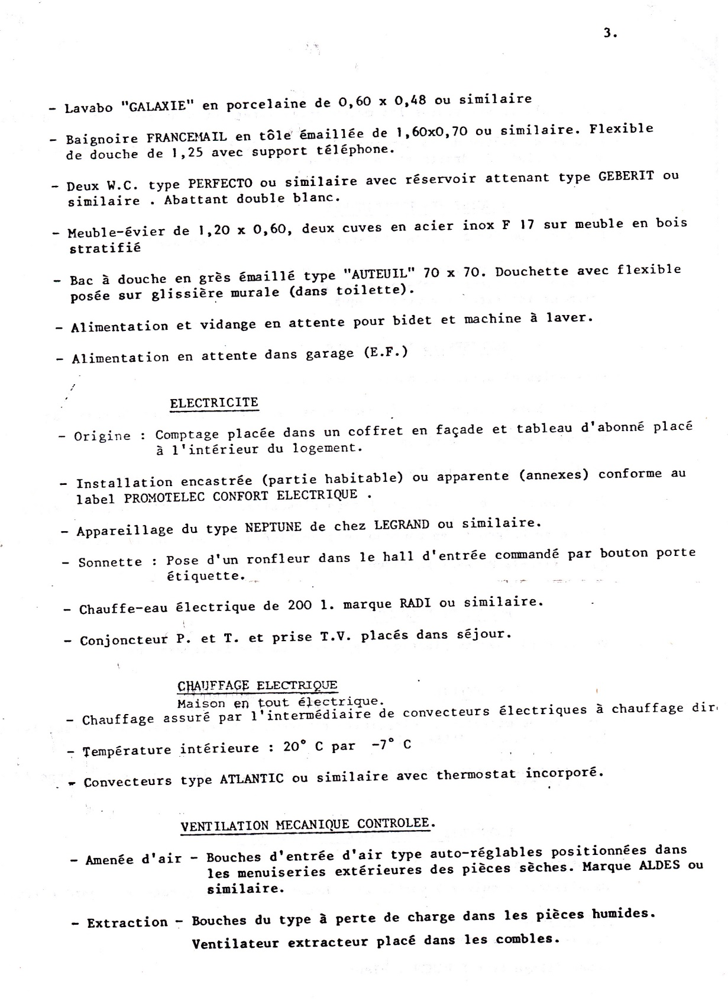 3.
- Lavabo "GALAXIE" en porcelaine de 0,60 x 0,48 ou similaire
- Baignoire FRANCEMAIL en tôle émaillée de 1,60x0,70 ou similaire. Flexible
de douche de 1,25 avec support téléphone.
- Deux W.C. type PERFECTO ou similaire avec réservoir attenant type GEBERIT ou
similaire . Abattant double blanc.
- Meuble-évier de 1,20 x 0,60, deux cuves en acier inox F 17 sur meuble en bois
stratifié
- Bac à douche en grès émaillé type "AUTEUIL" 70 x 70. Douchette avec flexible
posée sur glissière murale (dans toilette).
- Alimentation et vidange en attente pour bidet et machine à laver.
- Alimentation en attente dans garage (E.F.)
ELECTRICITE
- Origine : Comptage placée dans un coffret en façade et tableau d'abonné placé
à l'intérieur du logement.
- Installation encastrée (partie habitable) ou apparente (annexes) conforme au
label PROMOTELEC CONFORT ELECTRIQUE .
- Appareillage du type NEPTUNE de chez LEGRAND ou similaire.
- Sonnette : Pose d'un ronfleur dans le hall d'entrée commandé par bouton porte
étiquette.
- Chauffe-eau électrique de 200 l. marque RADI ou similaire.
- Conjoncteur P. et T. et prise T.V. placés dans séjour.
CHAUFFAGE ELECTRIQUE
Maison en tout électrique.
- Chauffage assuré par l'intermédiaire de convecteurs électriques à chauffage dir
- Température intérieure : 20° C par -7° C
- Convecteurs type ATLANTIC ou similaire avec thermostat incorporé.
VENTILATION MECANIQUE CONTROLEE.
- Amenée d'air - Bouches d'entrée d'air type auto-réglables positionnées dans
les menuiseries extérieures des pièces sèches. Marque ALDES ou
similaire.
- Extraction - Bouches du type à perte de charge dans les pièces humides.
Ventilateur extracteur placé dans les combles.